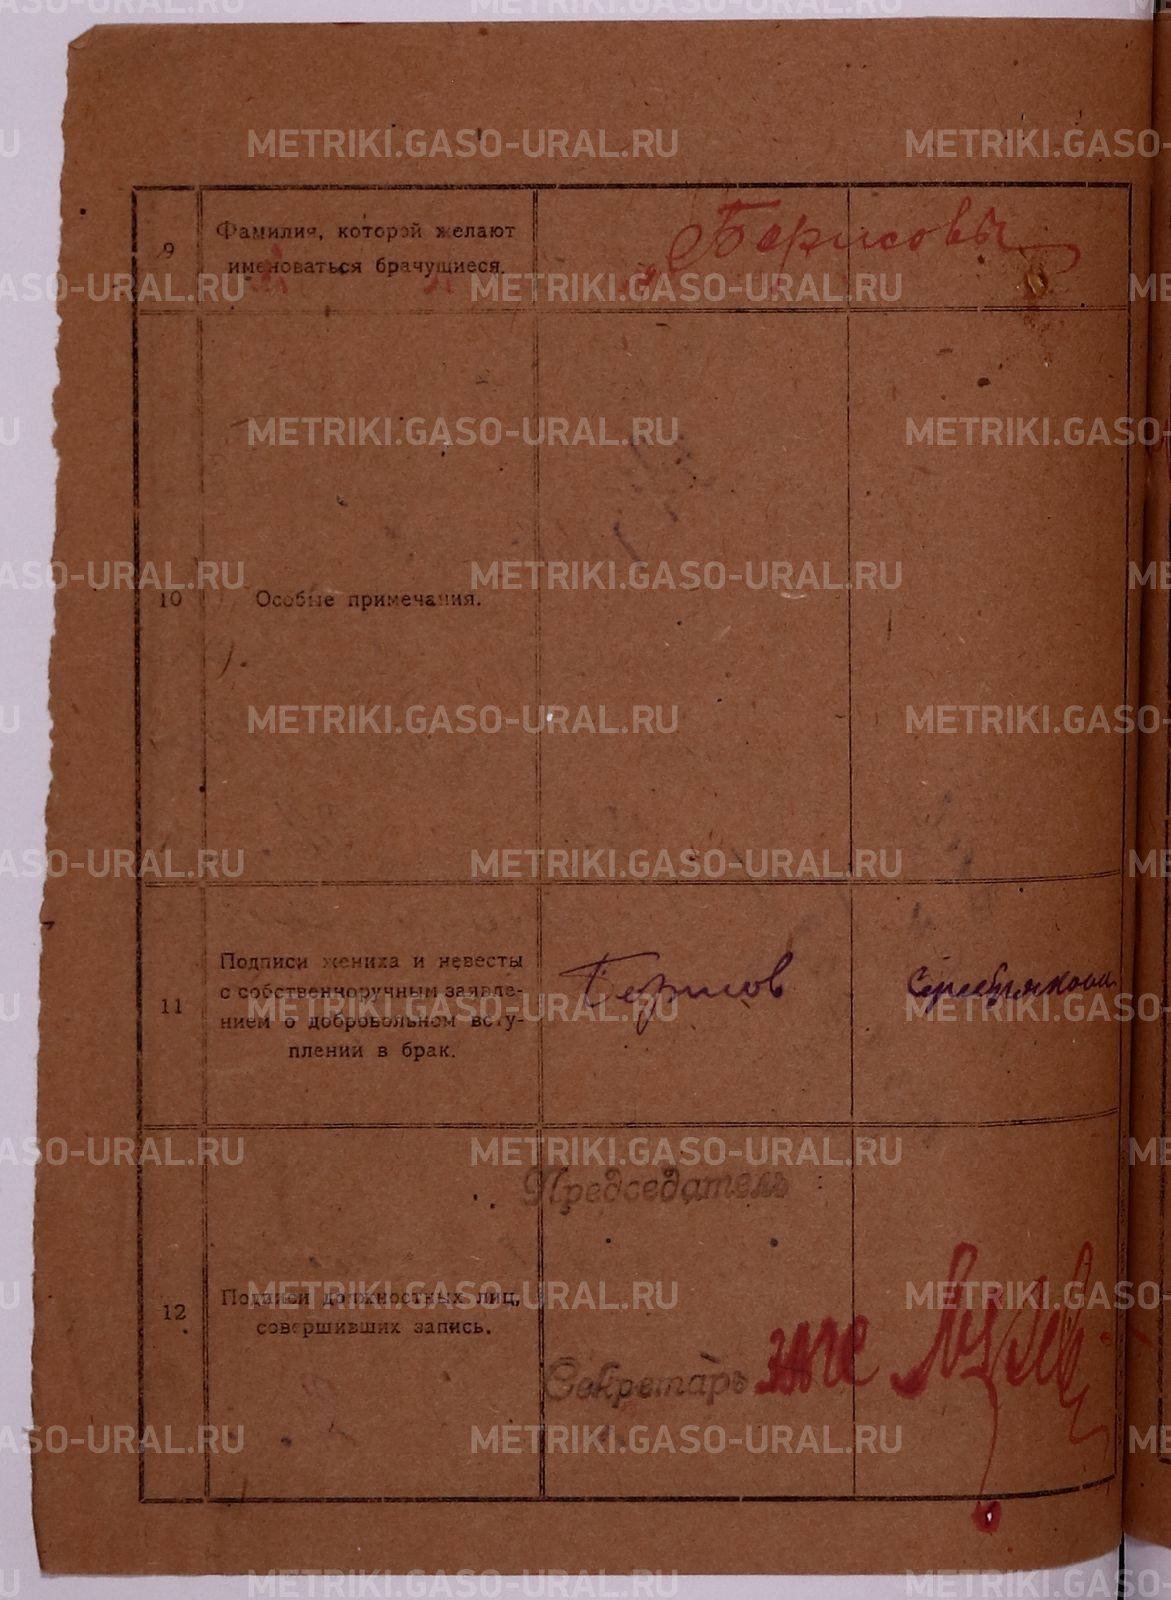 9
Фамилия, которой желают
именоваться брачущиеся.
Борисовы
10
Особые примечания.
11
Подписи жениха и невесты
с собственноручным заявле-
нием о добровольном всту-
плении в брак.
Борисов
Серебрякова
12
Подписи должностных лиц,
совершивших запись.
Председатель
Секретарь
METRIKI.GASO-URAL.RU